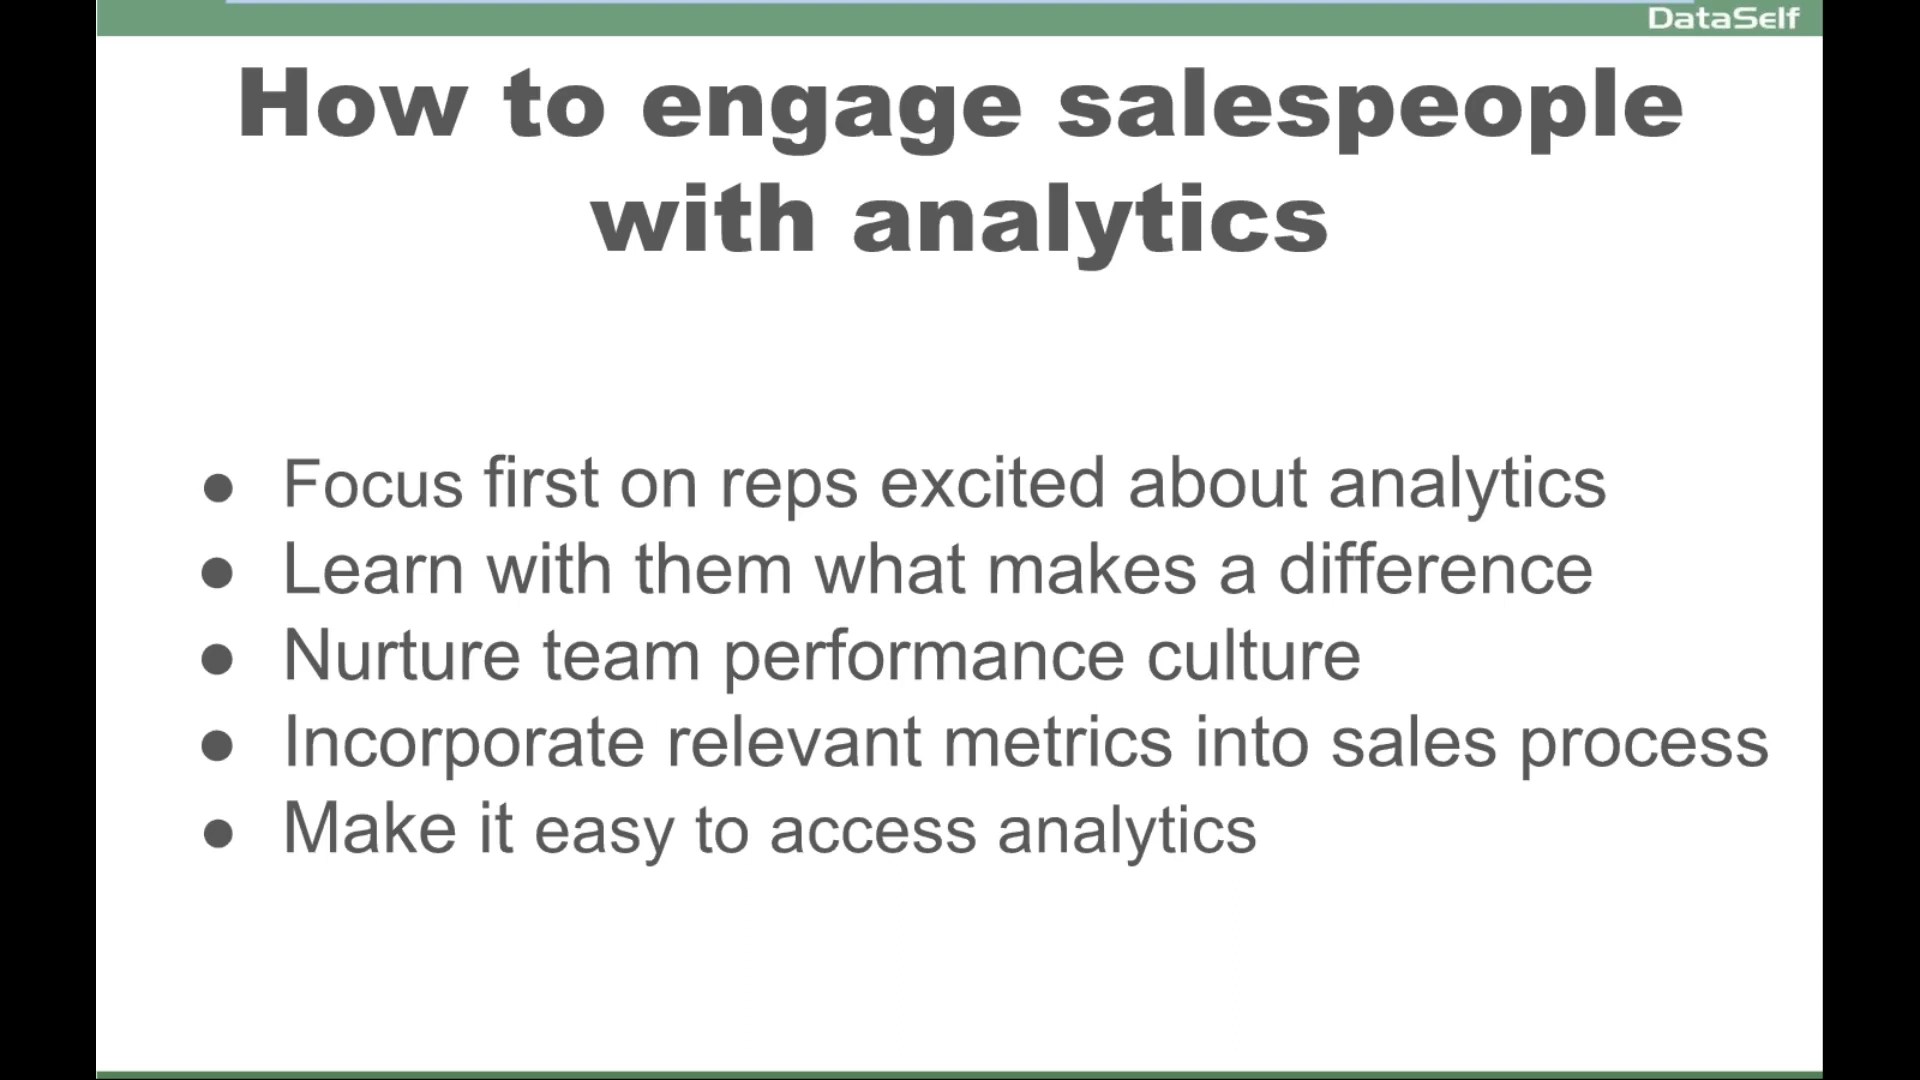 DataSelf
How to engage salespeople
with analytics
● Focus first on reps excited about analytics
● Learn with them what makes a difference
● Nurture team performance culture
● Incorporate relevant metrics into sales process
● Make it easy to access analytics